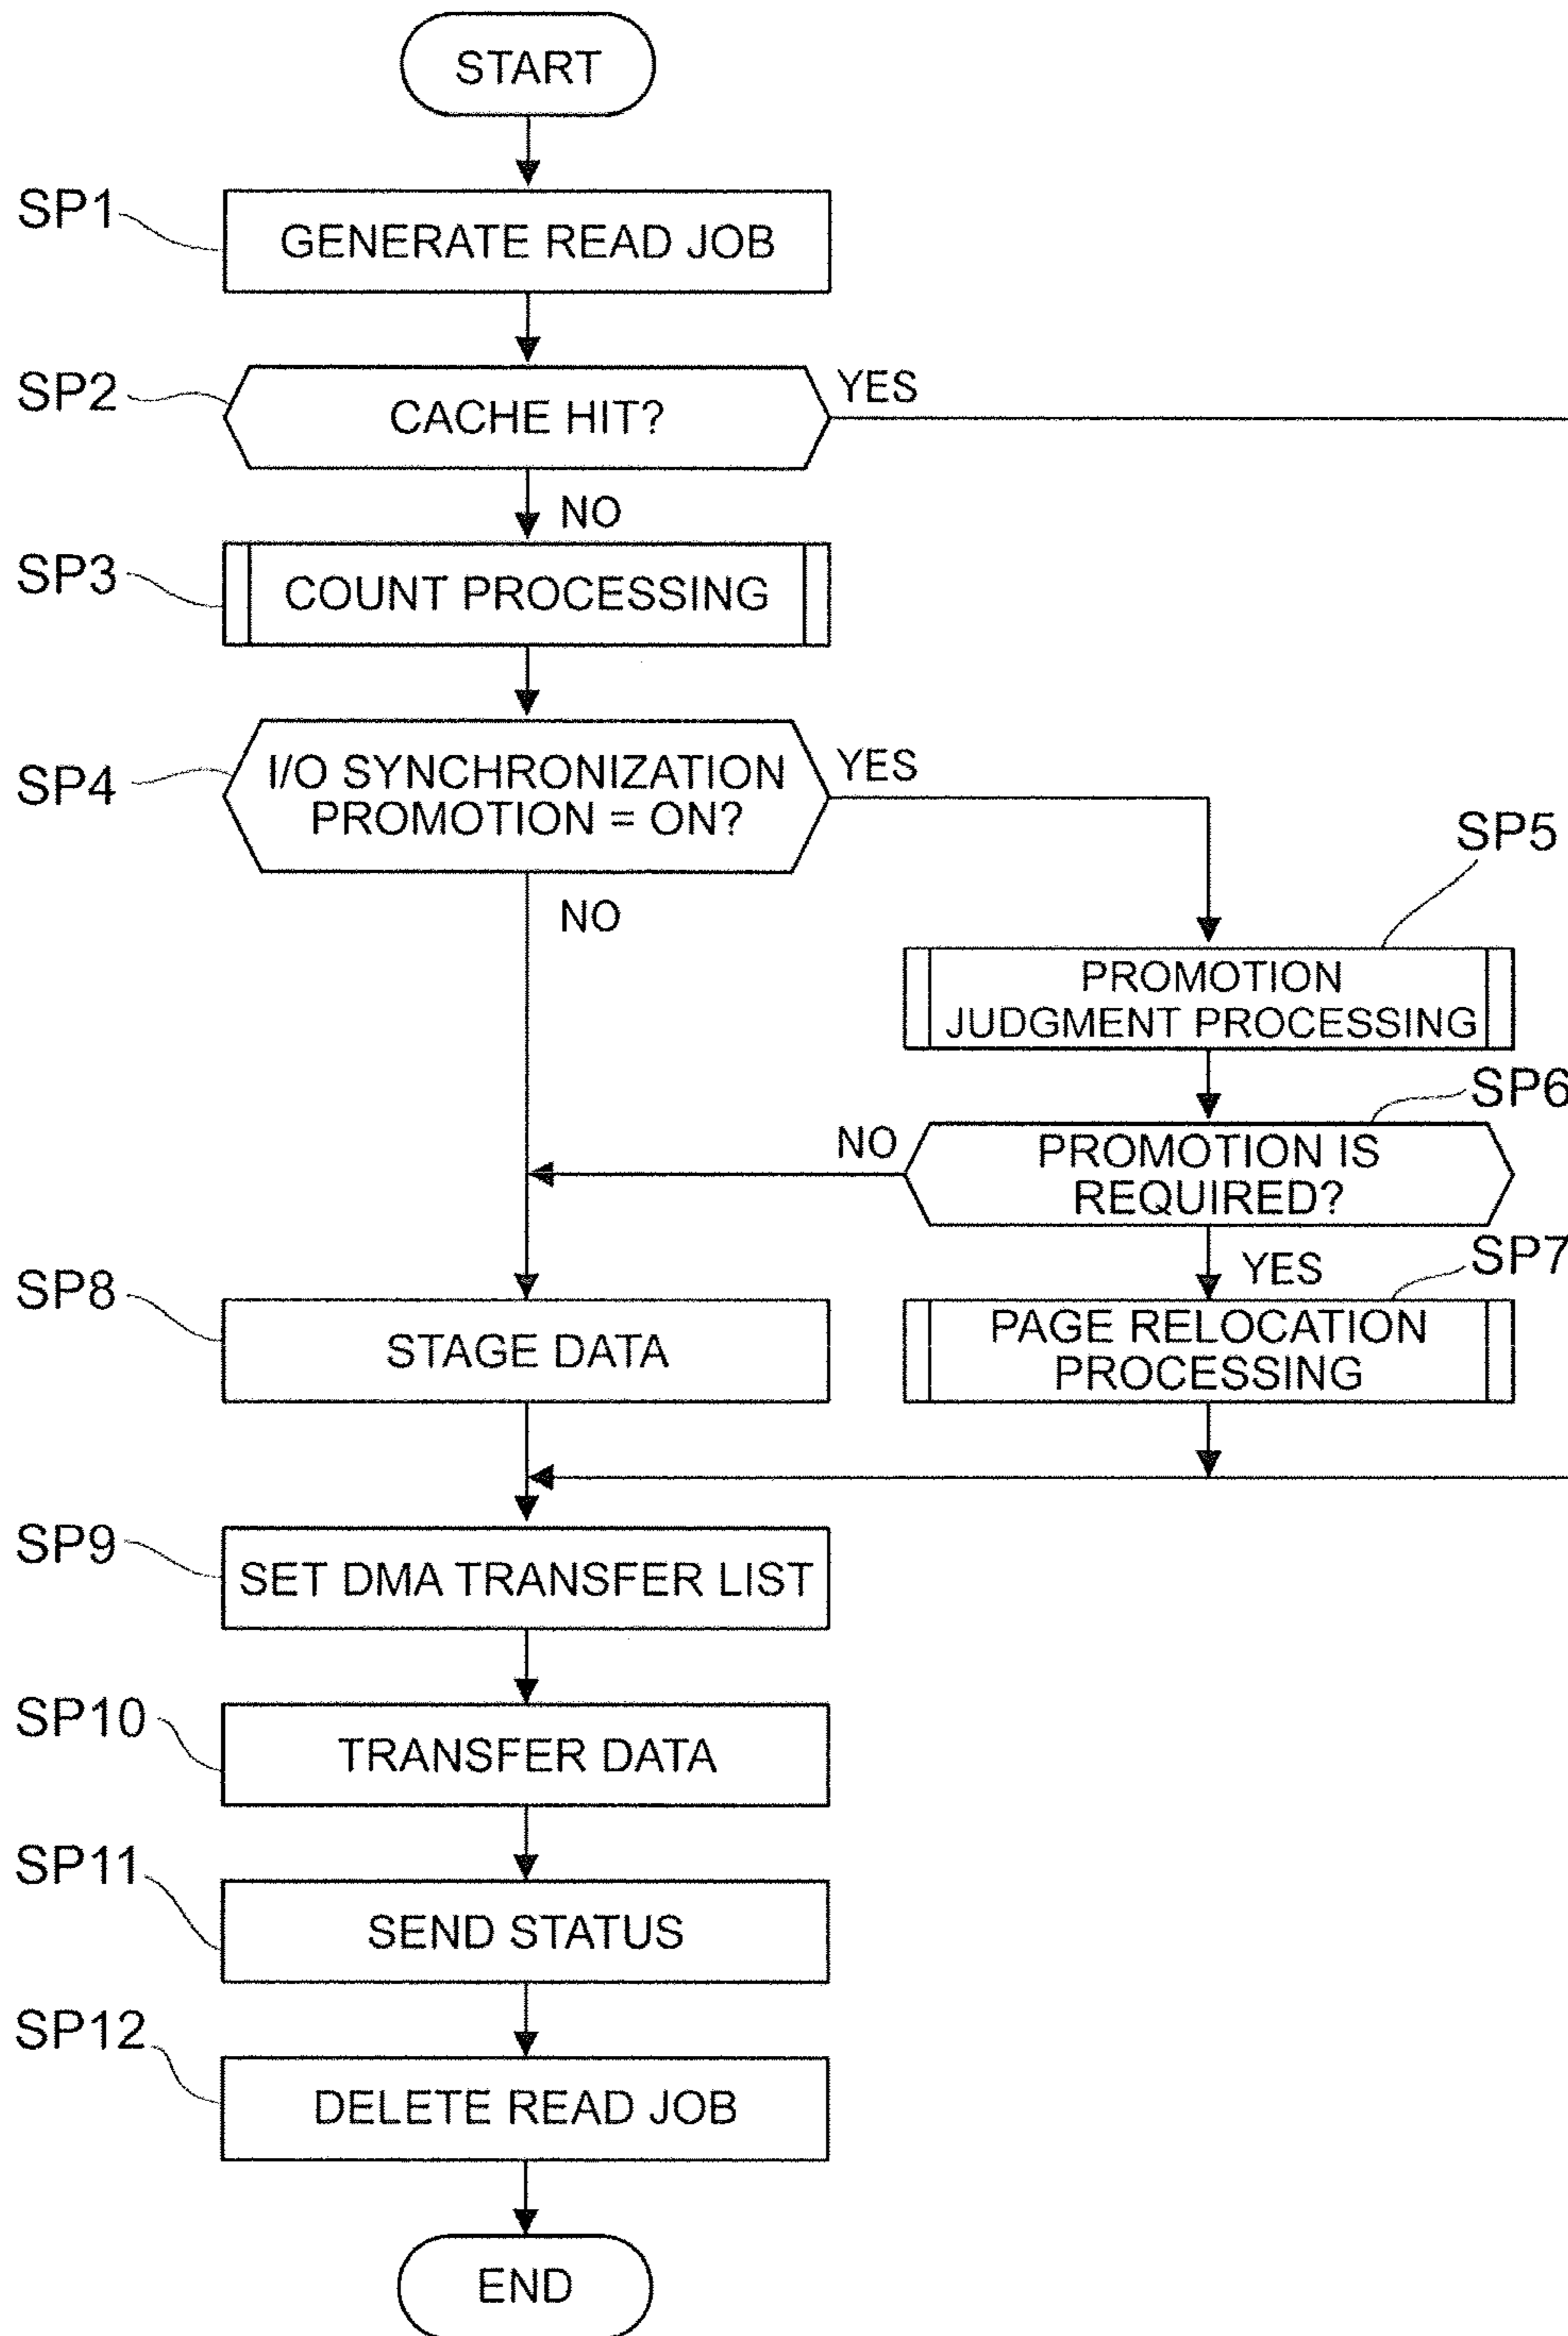 START
SP1
GENERATE READ JOB
SP2
CACHE HIT?
YES
NO
SP3
COUNT PROCESSING
SP4
I/O SYNCHRONIZATION
PROMOTION = ON?
YES
NO
SP5
PROMOTION
JUDGMENT PROCESSING
SP6
PROMOTION IS
REQUIRED?
NO
YES
SP7
PAGE RELOCATION
PROCESSING
SP8
STAGE DATA
SP9
SET DMA TRANSFER LIST
SP10
TRANSFER DATA
SP11
SEND STATUS
SP12
DELETE READ JOB
END